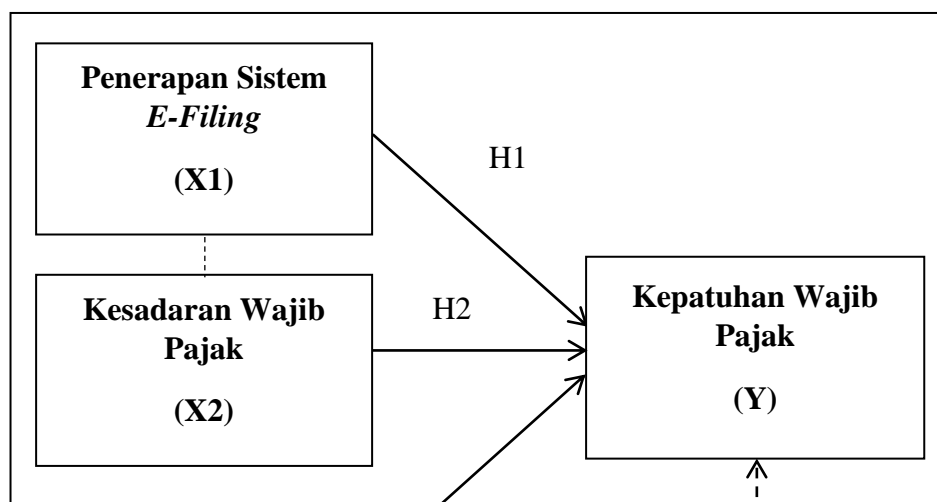 Penerapan Sistem
E-Filing
(X1)
H1
Kesadaran Wajib
Pajak
(X2)
H2
Kepatuhan Wajib
Pajak
(Y)